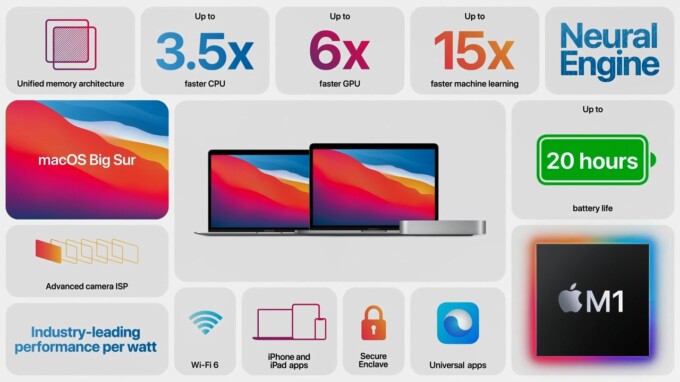 Unified memory architecture
Up to
3.5x
faster CPU
Up to
6x
faster GPU
Up to
15x
faster machine learning
Neural
Engine
macOS Big Sur
Up to
20 hours
battery life
Advanced camera ISP
Industry-leading
performance per watt
Wi-Fi 6
iPhone and
iPad apps
Secure
Enclave
Universal apps
M1